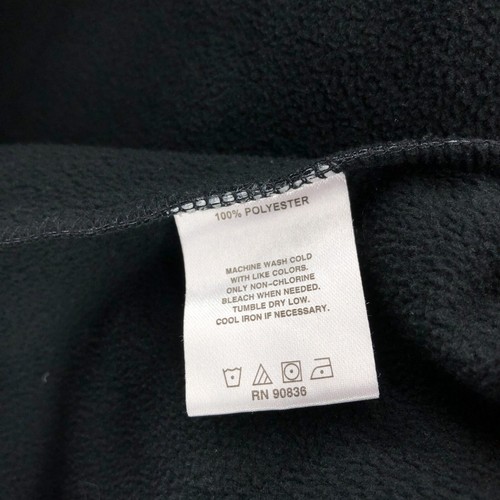 100% POLYESTER
MACHINE WASH COLD
WITH LIKE COLORS.
ONLY NON-CHLORINE
BLEACH WHEN NEEDED.
TUMBLE DRY LOW.
COOL IRON IF NECESSARY.
RN 90836